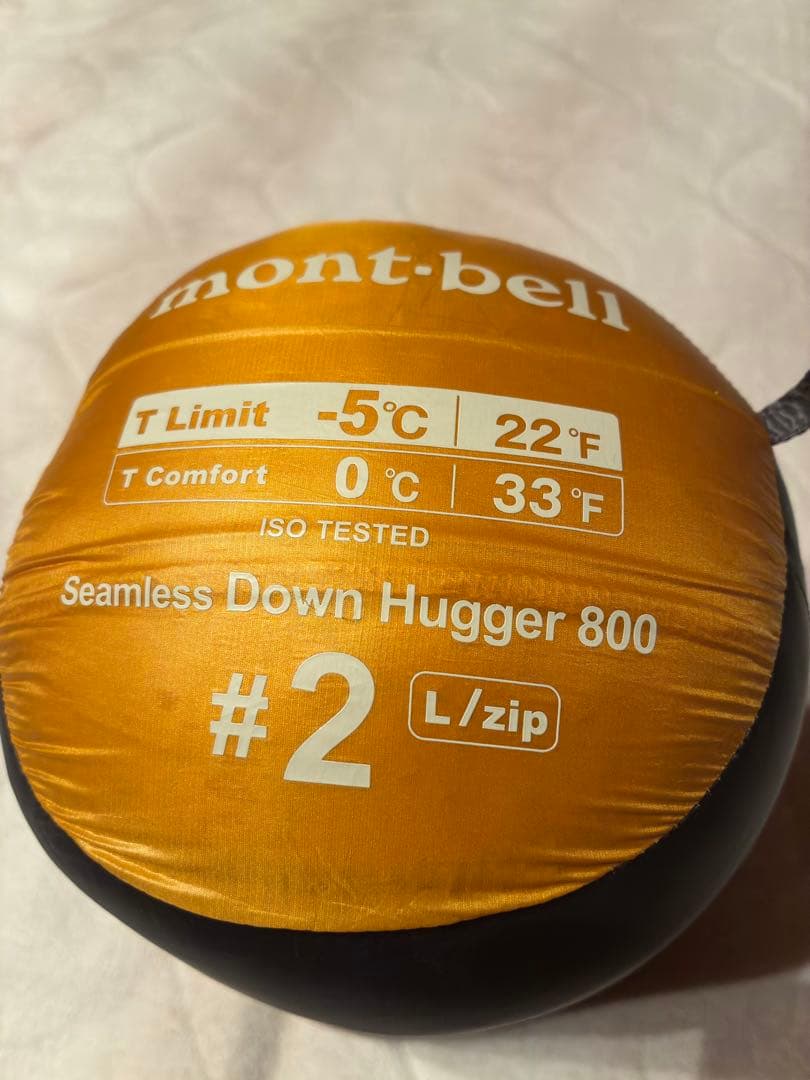 mont-bell
T Limit -5°C 22°F
T Comfort 0°C 33°F
ISO TESTED
Seamless Down Hugger 800
#2 L/zip